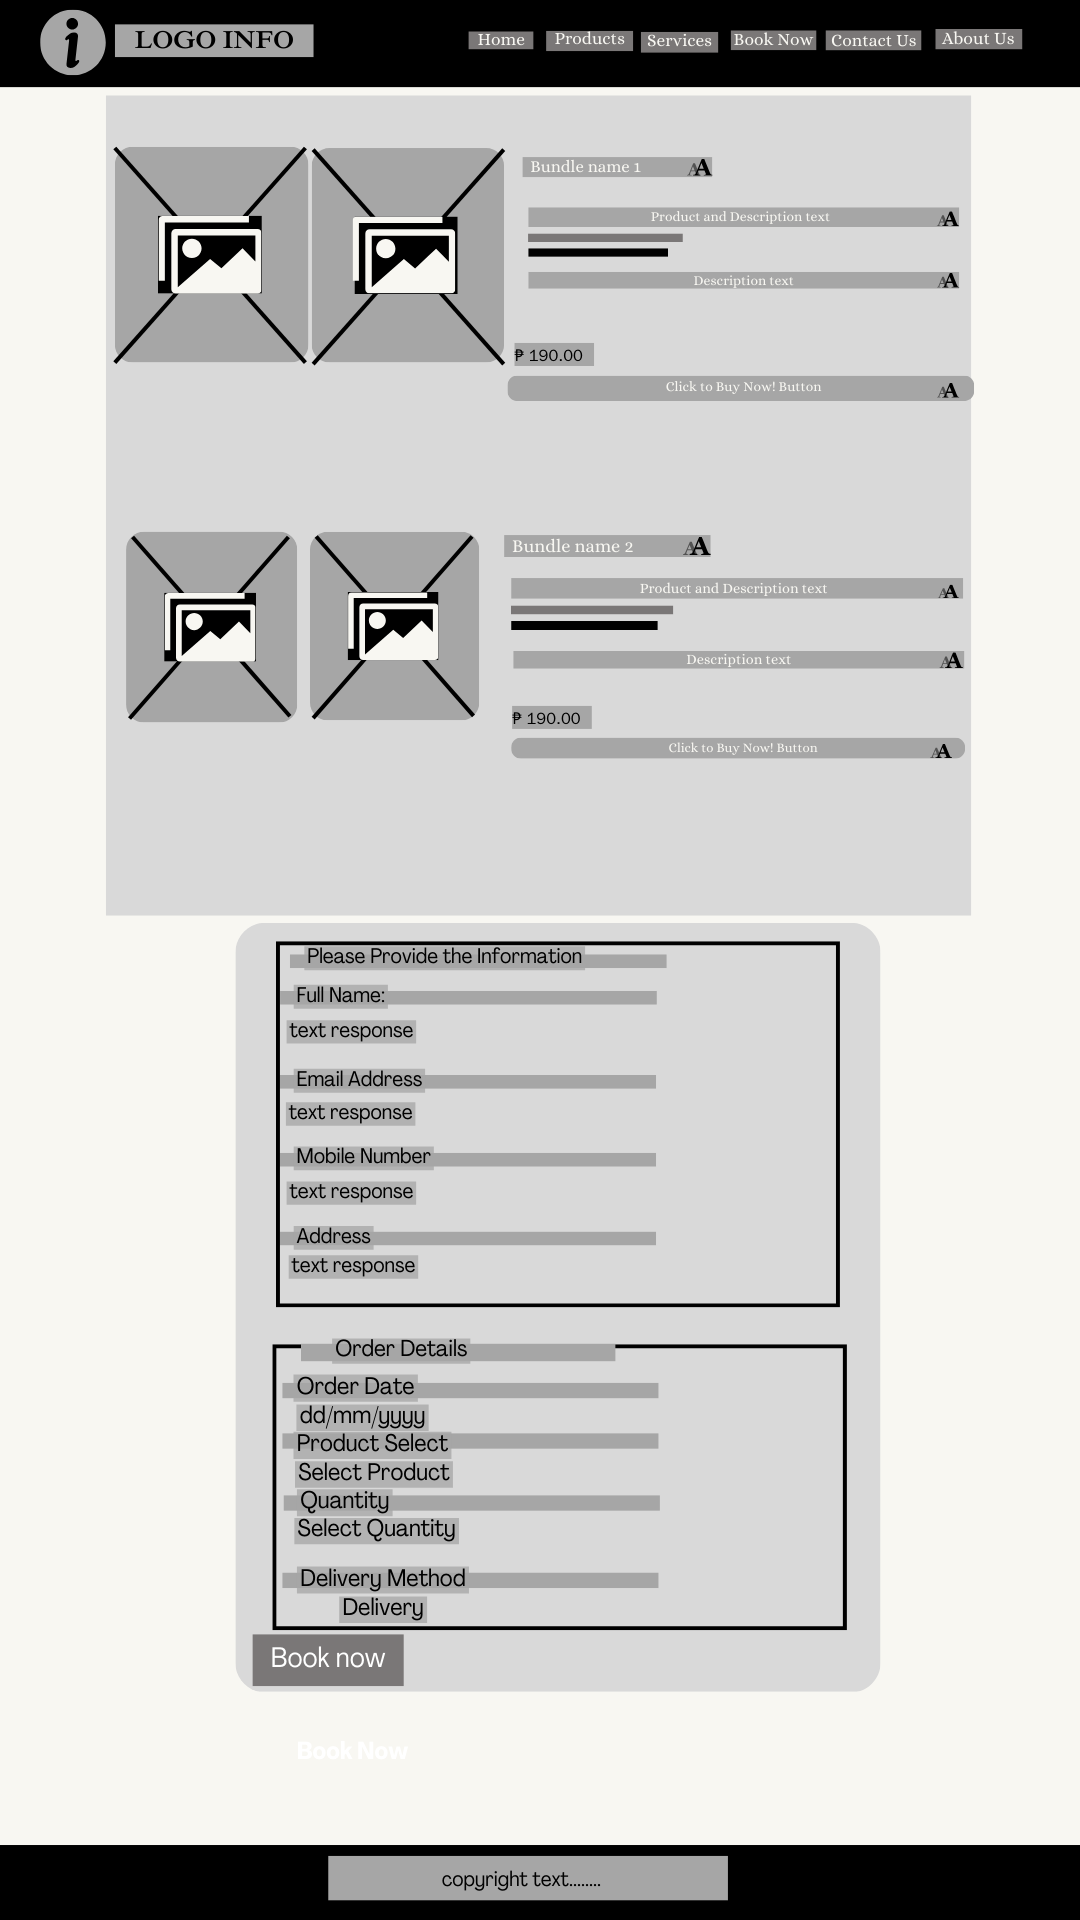 i
LOGO INFO
Home
Products
Services
Book Now
Contact Us
About Us
Bundle name 1 AA
Product and Description text AA
Description text AA
₱ 190.00
Click to Buy Now! Button AA
Bundle name 2 AA
Product and Description text AA
Description text AA
₱ 190.00
Click to Buy Now! Button AA
Please Provide the Information
Full Name:
text response
Email Address
text response
Mobile Number
text response
Address
text response
Order Details
Order Date
dd/mm/yyyy
Product Select
Select Product
Quantity
Select Quantity
Delivery Method
Delivery
Book now
Book Now
copyright text........